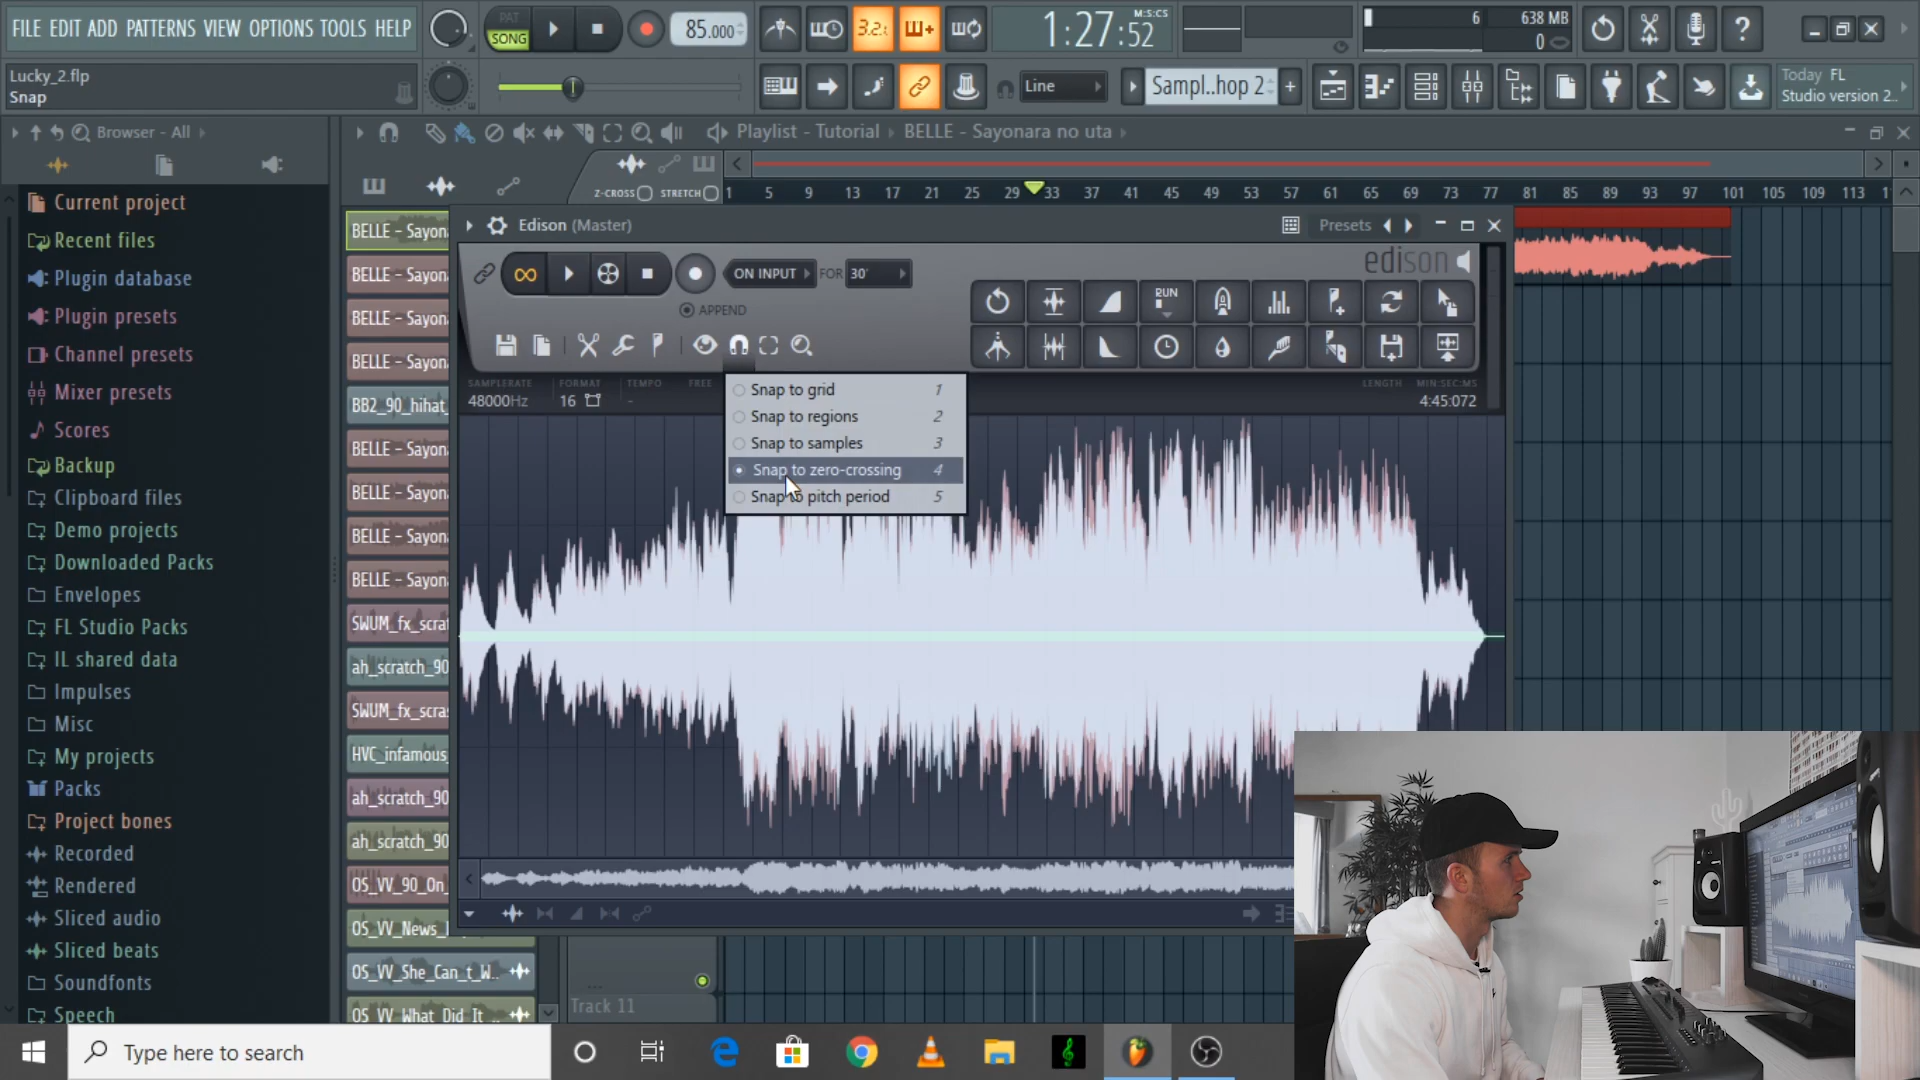 FILE EDIT ADD PATTERNS VIEW OPTIONS TOOLS HELP
PAT
SONG
85.000
3.2.
1:27:52
M:S:CS
6
638 MB
0
Lucky_2.flp
Snap
Line
Sampl..hop 2
Today FL
Studio version 2..
Browser - All
Playlist - Tutorial
BELLE - Sayonara no uta
Z-CROSS
STRETCH
1 5 9 13 17 21 25 29 33 37 41 45 49 53 57 61 65 69 73 77 81 85 89 93 97 101 105 109 113
Current project
Recent files
Plugin database
Plugin presets
Channel presets
Mixer presets
Scores
Backup
Clipboard files
Demo projects
Downloaded Packs
Envelopes
FL Studio Packs
IL shared data
Impulses
Misc
My projects
Packs
Project bones
Recorded
Rendered
Sliced audio
Sliced beats
Soundfonts
Speech
BELLE - Sayon
BELLE - Sayon
BELLE - Sayon
BELLE - Sayon
BB2_90_hihat_
BELLE - Sayon
BELLE - Sayon
BELLE - Sayon
BELLE - Sayon
SWUM_fx_scra
ah_scratch_90
SWUM_fx_scra
HVC_infamous_
ah_scratch_90
ah_scratch_90
OS_VV_90_On_
OS_VV_News_
OS_VV_She_Can_t_W..
OS_VV_What_Did_It_..
Edison (Master)
Presets
ON INPUT
FOR
30'
APPEND
edison
RUN
SAMPLERATE
48000Hz
FORMAT
16
TEMPO
-
FREE
LENGTH
MIN:SEC:MS
4:45:072
Snap to grid 1
Snap to regions 2
Snap to samples 3
Snap to zero-crossing 4
Snap to pitch period 5
Track 11
Type here to search